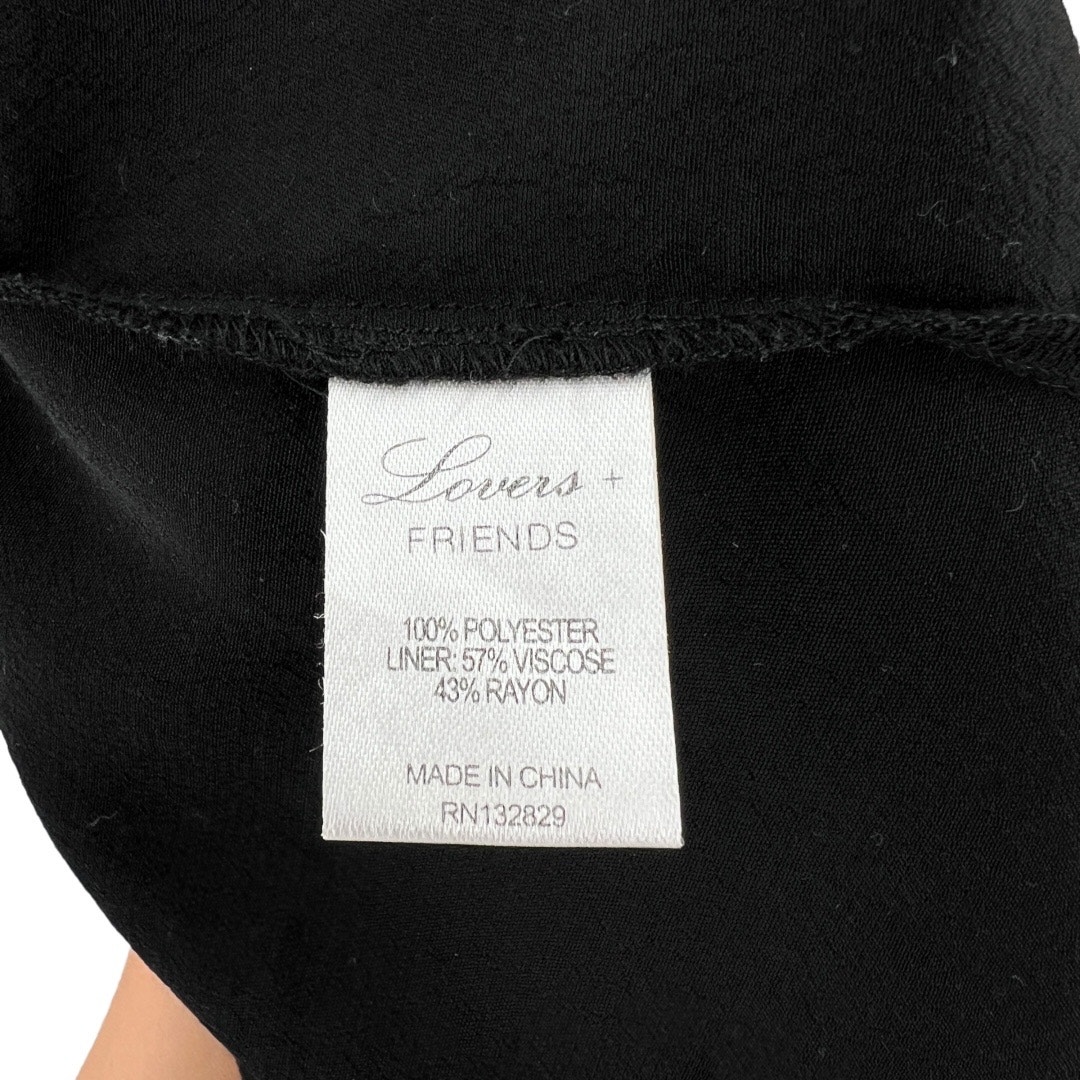 Lovers +
FRIENDS
100% POLYESTER
LINER: 57% VISCOSE
43% RAYON
MADE IN CHINA
RN132829